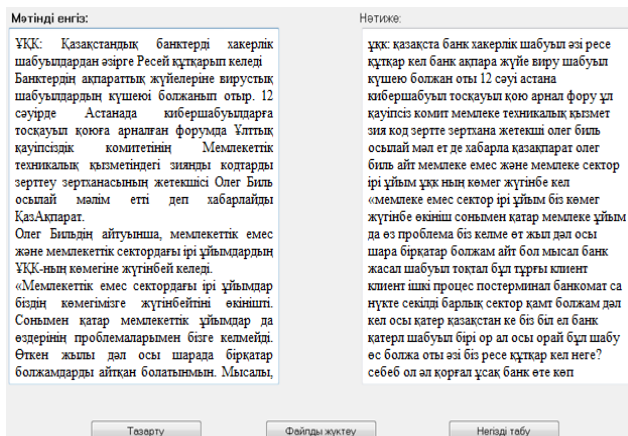 Мәтінді енгіз:
ҰҚК: Қазақстандық банктерді хакерлік
шабуылдардан әзірге Ресей құтқарып келеді
Банктердің ақпараттық жүйелеріне вирустық
шабуылдардың күшеюі болжанып отыр. 12
сәуірде Астанада кибершабуылдарға
тосқауыл қоюға арналған форумда Ұлттық
қауіпсіздік комитетінің Мемлекеттік
техникалық қызметіндегі зиянды кодтарды
зерттеу зертханасының жетекшісі Олег Биль
осылай мәлім етті деп хабарлайды
ҚазАқпарат.
Олег Бильдің айтуынша, мемлекеттік емес
және мемлекеттік сектордағы ірі ұйымдардың
ҰҚК-ның көмегіне жүгінбей келеді.
«Мемлекеттік емес сектордағы ірі ұйымдар
біздің көмегімізге жүгінбейтіні өкінішті.
Сонымен қатар мемлекеттік ұйымдар да
өздерінің проблемаларымен бізге келмейді.
Өткен жылы дәл осы шарада бірқатар
болжамдарды айтқан болатынмын. Мысалы,
Нәтиже:
ұқк: қазақста банк хакерлік шабуыл әзі ресе
құтқар кел банк ақпара жүйе виру шабуыл
күшею болжан оты 12 сәуі астана
кибершабуыл тосқауыл қою арнал фору ұл
қауіпсіз комит мемлеке техникалық қызмет
зия код зертте зертхана жетекші олег биль
осылай мәл ет де хабарла қазақпарат олег
биль айт мемлеке емес және мемлеке сектор
ірі ұйым ұқк ның көмег жүгінбе кел
«мемлеке емес сектор ірі ұйым біз көмег
жүгінбе өкініш сонымен қатар мемлеке ұйым
да өз проблема біз келме өт жыл дәл осы
шара бірқатар болжам айт бол мысал банк
жасал шабуыл тоқтал бұл тұрғы клиент
клиент ішкі процес постерминал банкомат са
нүкте секілді барлық сектор қамт болжам дәл
кел осы қатер қазақстан ке біз біл ел банк
қатерл шабуыл бірі ор ал осы орай бұл шабу
өс болжа оты әзі біз ресе құтқар кел неге?
себеб ол әл қорғал ұсақ банк өте көп
Тазарту
Файлды жүктеу
Негізді табу